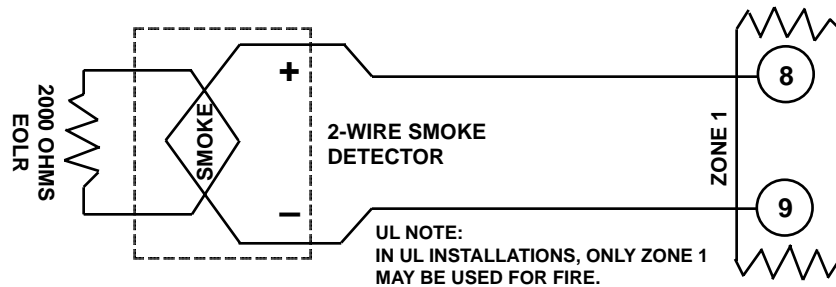 2000 OHMS
EOLR
SMOKE
+
–
2-WIRE SMOKE
DETECTOR
ZONE 1
8
9
UL NOTE:
IN UL INSTALLATIONS, ONLY ZONE 1
MAY BE USED FOR FIRE.